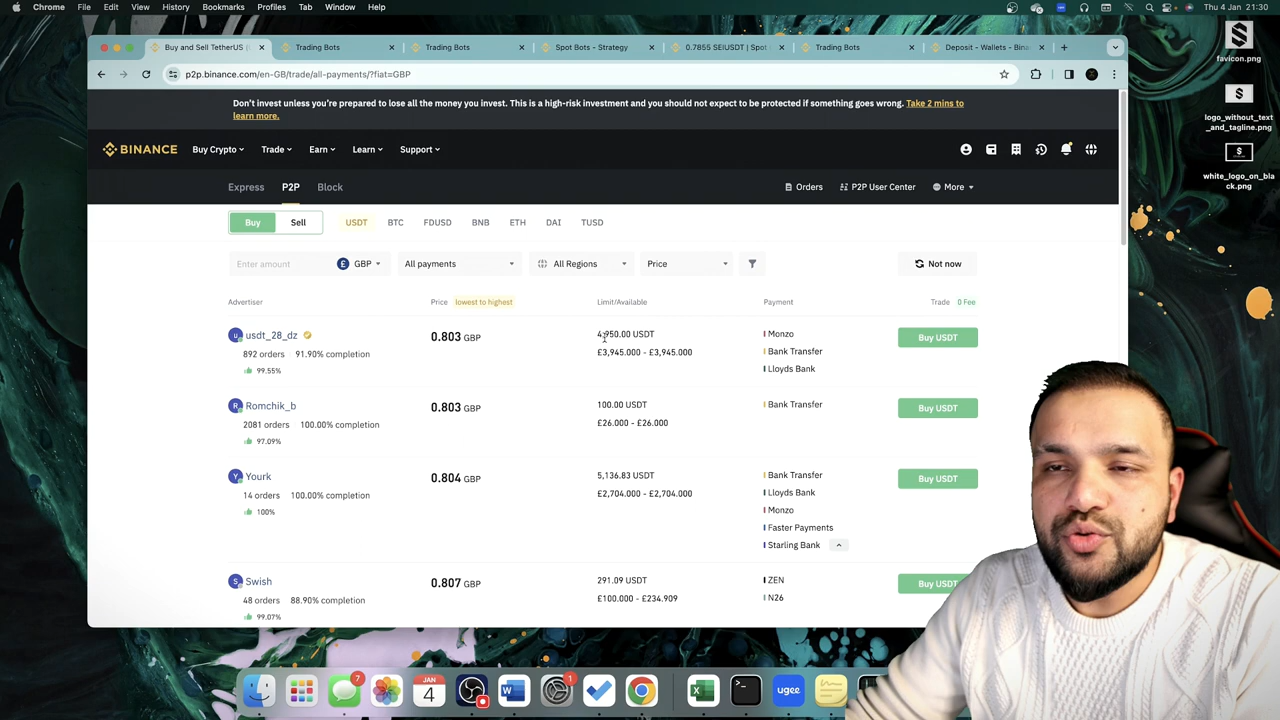 Chrome File Edit View History Bookmarks Profiles Tab Window Help Thu 4 Jan 21:30
Buy and Sell TetherUS Trading Bots Trading Bots Spot Bots - Strategy 0.7855 SEIUSDT | Spot Trading Bots Deposit - Wallets - Bina
p2p.binance.com/en-GB/trade/all-payments/?fiat=GBP
favicon.png
logo_without_text
_and_tagline.png
white_logo_on_bla
ck.png
Don't invest unless you're prepared to lose all the money you invest. This is a high-risk investment and you should not expect to be protected if something goes wrong. Take 2 mins to
learn more.
BINANCE Buy Crypto Trade Earn Learn Support
Express P2P Block Orders P2P User Center More
Buy Sell USDT BTC FDUSD BNB ETH DAI TUSD
Enter amount £ GBP All payments All Regions Price Not now
Advertiser Price lowest to highest Limit/Available Payment Trade 0 Fee
u usdt_28_dz 0.803 GBP 4,950.00 USDT Monzo Buy USDT
892 orders 91.90% completion £3,945.000 - £3,945.000 Bank Transfer
99.55% Lloyds Bank
R Romchik_b 0.803 GBP 100.00 USDT Bank Transfer Buy USDT
2081 orders 100.00% completion £26.000 - £26.000
97.09%
Y Yourk 0.804 GBP 5,136.83 USDT Bank Transfer Buy USDT
14 orders 100.00% completion £2,704.000 - £2,704.000 Lloyds Bank
100% Monzo
Faster Payments
Starling Bank
S Swish 0.807 GBP 291.09 USDT ZEN Buy USDT
48 orders 88.90% completion £100.000 - £234.909 N26
99.07%
7 JAN 4 W 1 X ugee